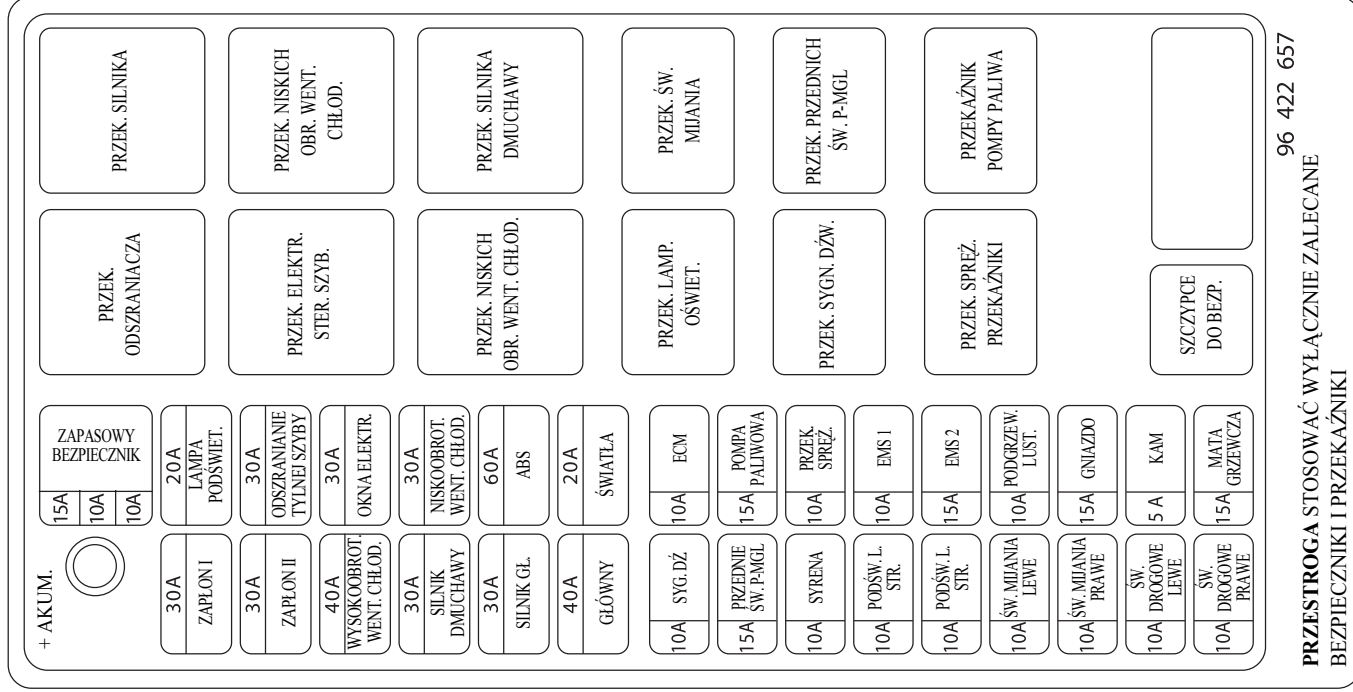 + AKUM.
15A
10A
10A
ZAPASOWY
BEZPIECZNIK
PRZEK.
ODSZRANIACZA
PRZEK. SILNIKA
30A
ZAPŁON I
20A
LAMPA
PODŚWIET.
30A
ZAPŁON II
30A
ODSZRANIANIE
TYLNEJ SZYBY
PRZEK. ELEKTR.
STER. SZYB.
PRZEK. NISKICH
OBR. WENT.
CHŁOD.
40A
WYSOKOOBROT.
WENT. CHŁOD.
30A
OKNA ELEKTR.
30A
SILNIK
DMUCHAWY
30A
NISKOOBROT.
WENT. CHŁOD.
PRZEK. NISKICH
OBR. WENT. CHŁOD.
PRZEK. SILNIKA
DMUCHAWY
30A
SILNIK GŁ.
60A
ABS
40A
GŁÓWNY
20A
ŚWIATŁA
PRZEK. LAMP.
OŚWIET.
PRZEK. ŚW.
MIJANIA
10A
SYG. DŹ
10A
ECM
15A
PRZEDNIE
ŚW. P-MGL
15A
POMPA
PALIWOWA
PRZEK. SYGN. DŹW.
PRZEK. PRZEDNICH
ŚW. P-MGL
10A
SYRENA
10A
PRZEK.
SPRĘŻ.
10A
PODŚW. L.
STR.
10A
EMS 1
10A
PODŚW. L.
STR.
15A
EMS 2
PRZEK. SPRĘŻ.
PRZEKAŹNIKI
PRZEKAŹNIK
POMPY PALIWA
10A
ŚW. MIJANIA
LEWE
10A
PODGRZEW.
LUST.
10A
ŚW. MIJANIA
PRAWE
15A
GNIAZDO
10A
ŚW.
DROGOWE
LEWE
5 A
KAM
10A
ŚW.
DROGOWE
PRAWE
15A
MATA
GRZEWCZA
SZCZYPCE
DO BEZP.
96 422 657
PRZESTROGA STOSOWAĆ WYŁĄCZNIE ZALECANE
BEZPIECZNIKI I PRZEKAŹNIKI